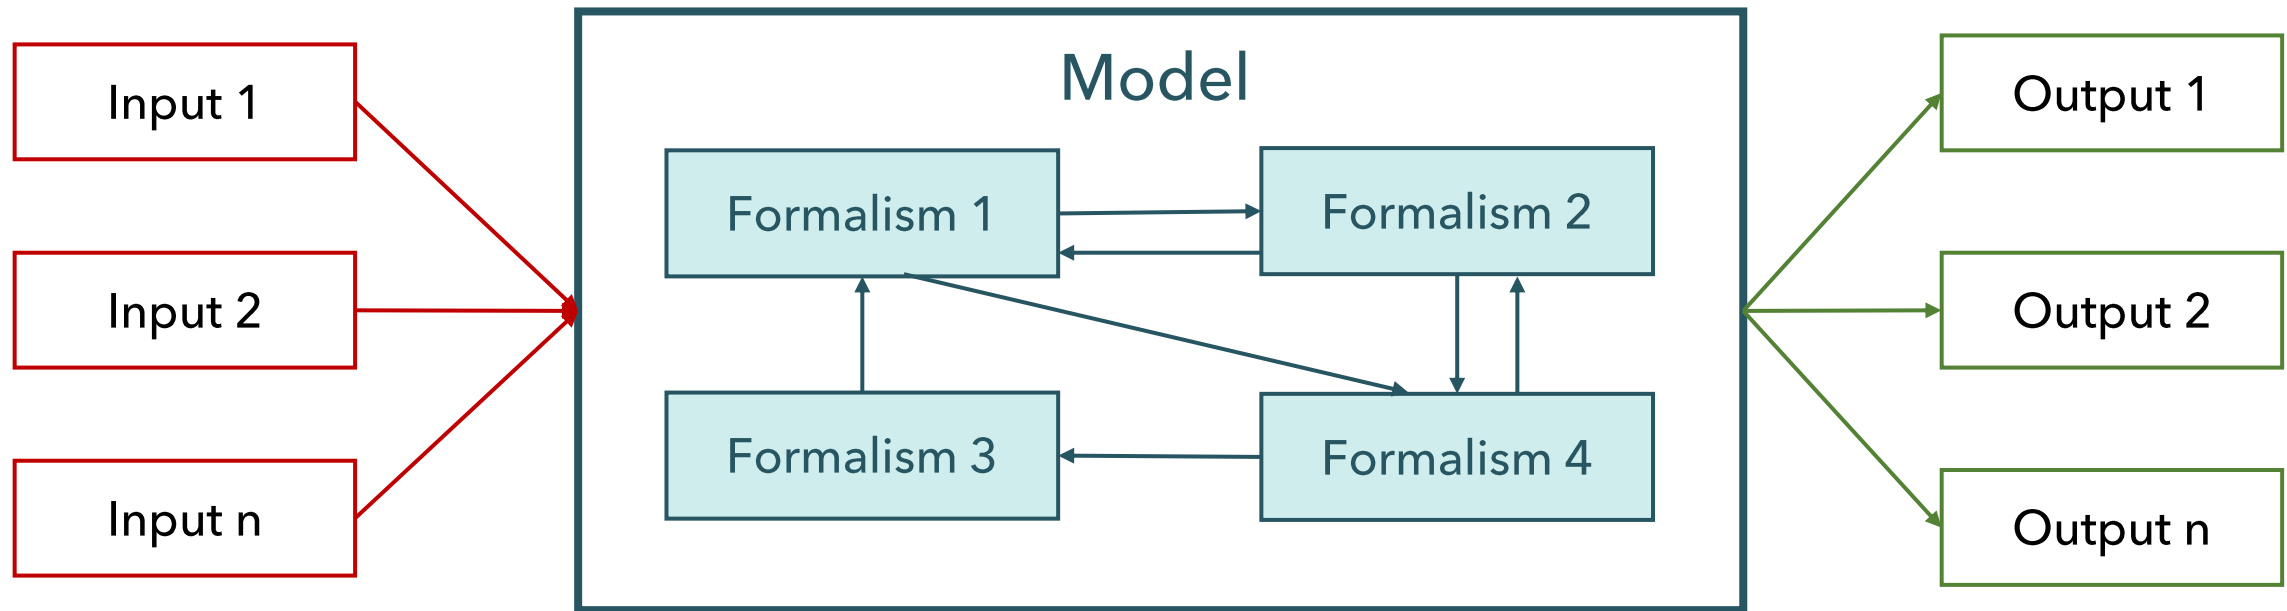 Model
Input 1
Input 2
Input n
Formalism 1
Formalism 2
Formalism 3
Formalism 4
Output 1
Output 2
Output n